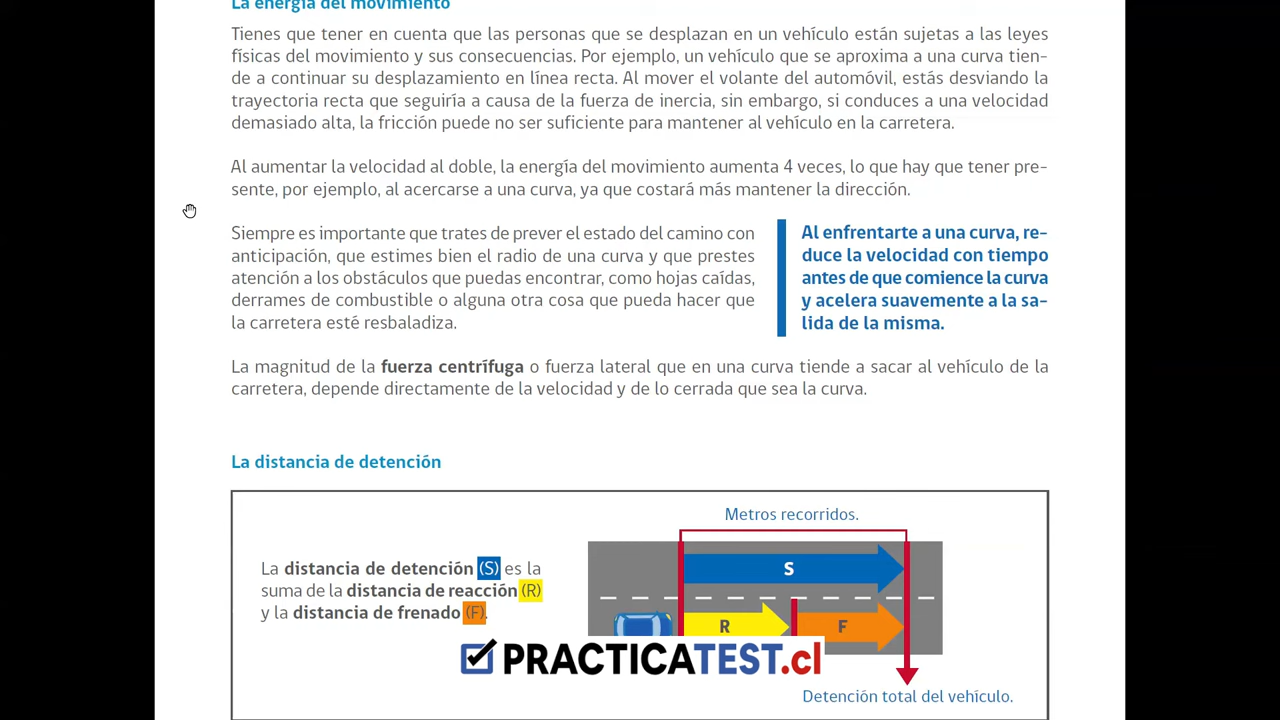 La energía del movimiento
Tienes que tener en cuenta que las personas que se desplazan en un vehículo están sujetas a las leyes
físicas del movimiento y sus consecuencias. Por ejemplo, un vehículo que se aproxima a una curva tien-
de a continuar su desplazamiento en línea recta. Al mover el volante del automóvil, estás desviando la
trayectoria recta que seguiría a causa de la fuerza de inercia, sin embargo, si conduces a una velocidad
demasiado alta, la fricción puede no ser suficiente para mantener al vehículo en la carretera.
Al aumentar la velocidad al doble, la energía del movimiento aumenta 4 veces, lo que hay que tener pre-
sente, por ejemplo, al acercarse a una curva, ya que costará más mantener la dirección.
Siempre es importante que trates de prever el estado del camino con
anticipación, que estimes bien el radio de una curva y que prestes
atención a los obstáculos que puedas encontrar, como hojas caídas,
derrames de combustible o alguna otra cosa que pueda hacer que
la carretera esté resbaladiza.
Al enfrentarte a una curva, re-
duce la velocidad con tiempo
antes de que comience la curva
y acelera suavemente a la sa-
lida de la misma.
La magnitud de la fuerza centrífuga o fuerza lateral que en una curva tiende a sacar al vehículo de la
carretera, depende directamente de la velocidad y de lo cerrada que sea la curva.
La distancia de detención
Metros recorridos.
La distancia de detención (S) es la
suma de la distancia de reacción (R)
y la distancia de frenado (F).
S
R
F
PRACTICATEST.cl
Detención total del vehículo.